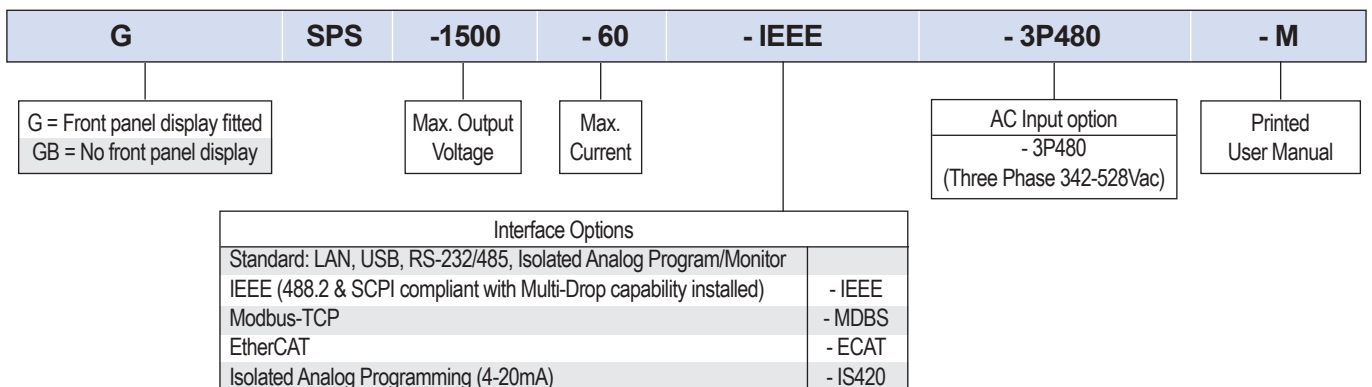 G SPS -1500 - 60 - IEEE - 3P480 - M
G = Front panel display fitted
GB = No front panel display
Max. Output
Voltage
Max.
Current
AC Input option
- 3P480
(Three Phase 342-528Vac)
Printed
User Manual
Interface Options
Standard: LAN, USB, RS-232/485, Isolated Analog Program/Monitor
IEEE (488.2 & SCPI compliant with Multi-Drop capability installed) - IEEE
Modbus-TCP - MDBS
EtherCAT - ECAT
Isolated Analog Programming (4-20mA) - IS420